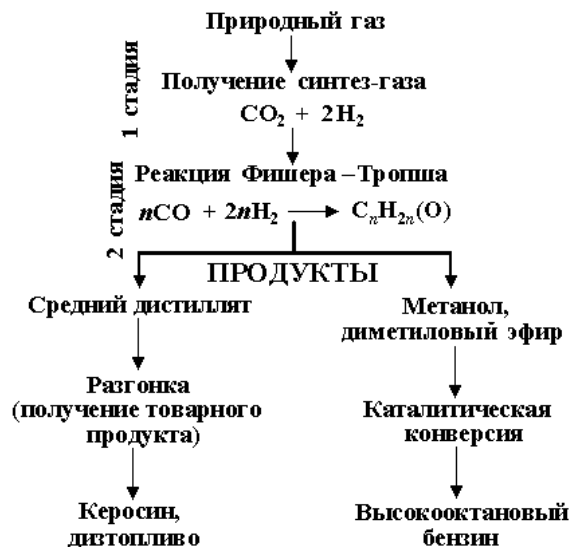 Природный газ
1 стадия
Получение синтез-газа
CO₂ + 2H₂
2 стадия
Реакция Фишера – Тропша
nCO + 2nH₂ → CₙH₂ₙ(O)
ПРОДУКТЫ
Средний дистиллят
Разгонка
(получение товарного
продукта)
Керосин,
дизтопливо
Метанол,
диметиловый эфир
Каталитическая
конверсия
Высокооктановый
бензин